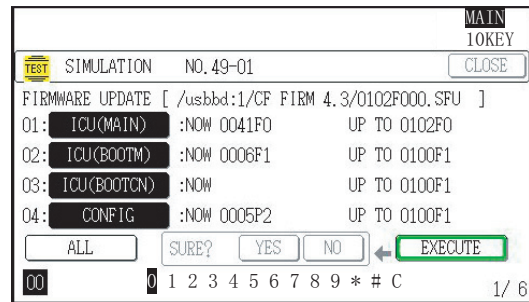 MAIN
10KEY
TEST SIMULATION NO.49-01 CLOSE
FIRMWARE UPDATE [ /usbbd:1/CF FIRM 4.3/0102F000.SFU ]
01: ICU(MAIN) :NOW 0041F0 UP TO 0102F0
02: ICU(BOOTM) :NOW 0006F1 UP TO 0100F1
03: ICU(BOOTCN) :NOW UP TO 0100F1
04: CONFIG :NOW 0005P2 UP TO 0100F1
ALL SURE? YES NO EXECUTE
00 0 1 2 3 4 5 6 7 8 9 * # C 1/ 6